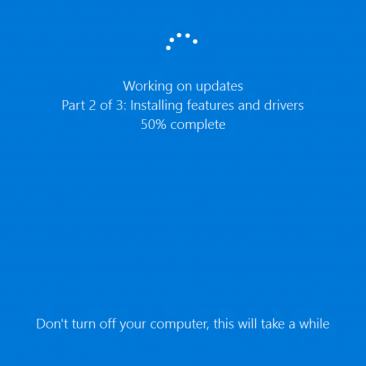 Working on updates
Part 2 of 3: Installing features and drivers
50% complete
Don't turn off your computer, this will take a while